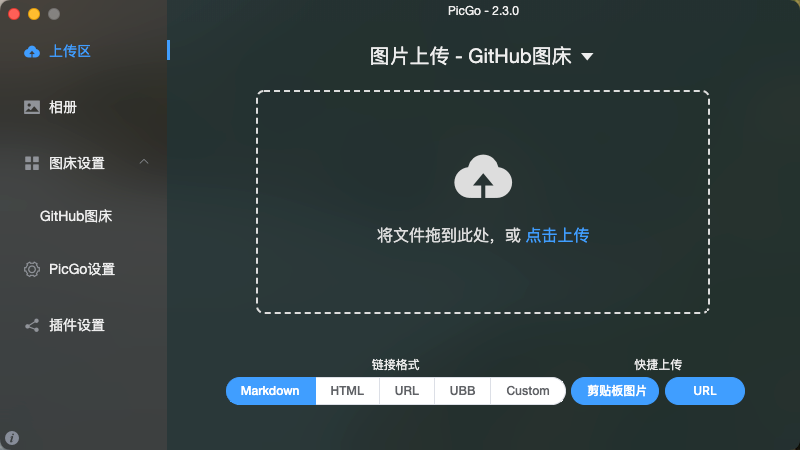 PicGo - 2.3.0
上传区
相册
图床设置
GitHub图床
PicGo设置
插件设置
图片上传 - GitHub图床
将文件拖到此处，或 点击上传
链接格式
Markdown HTML URL UBB Custom
快捷上传
剪贴板图片 URL